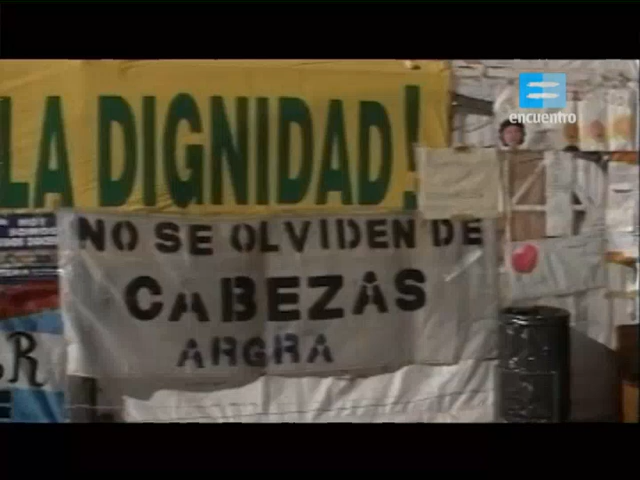 LA DIGNIDAD!
encuentro
NO SE OLVIDEN DE
CABEZAS
ARGRA